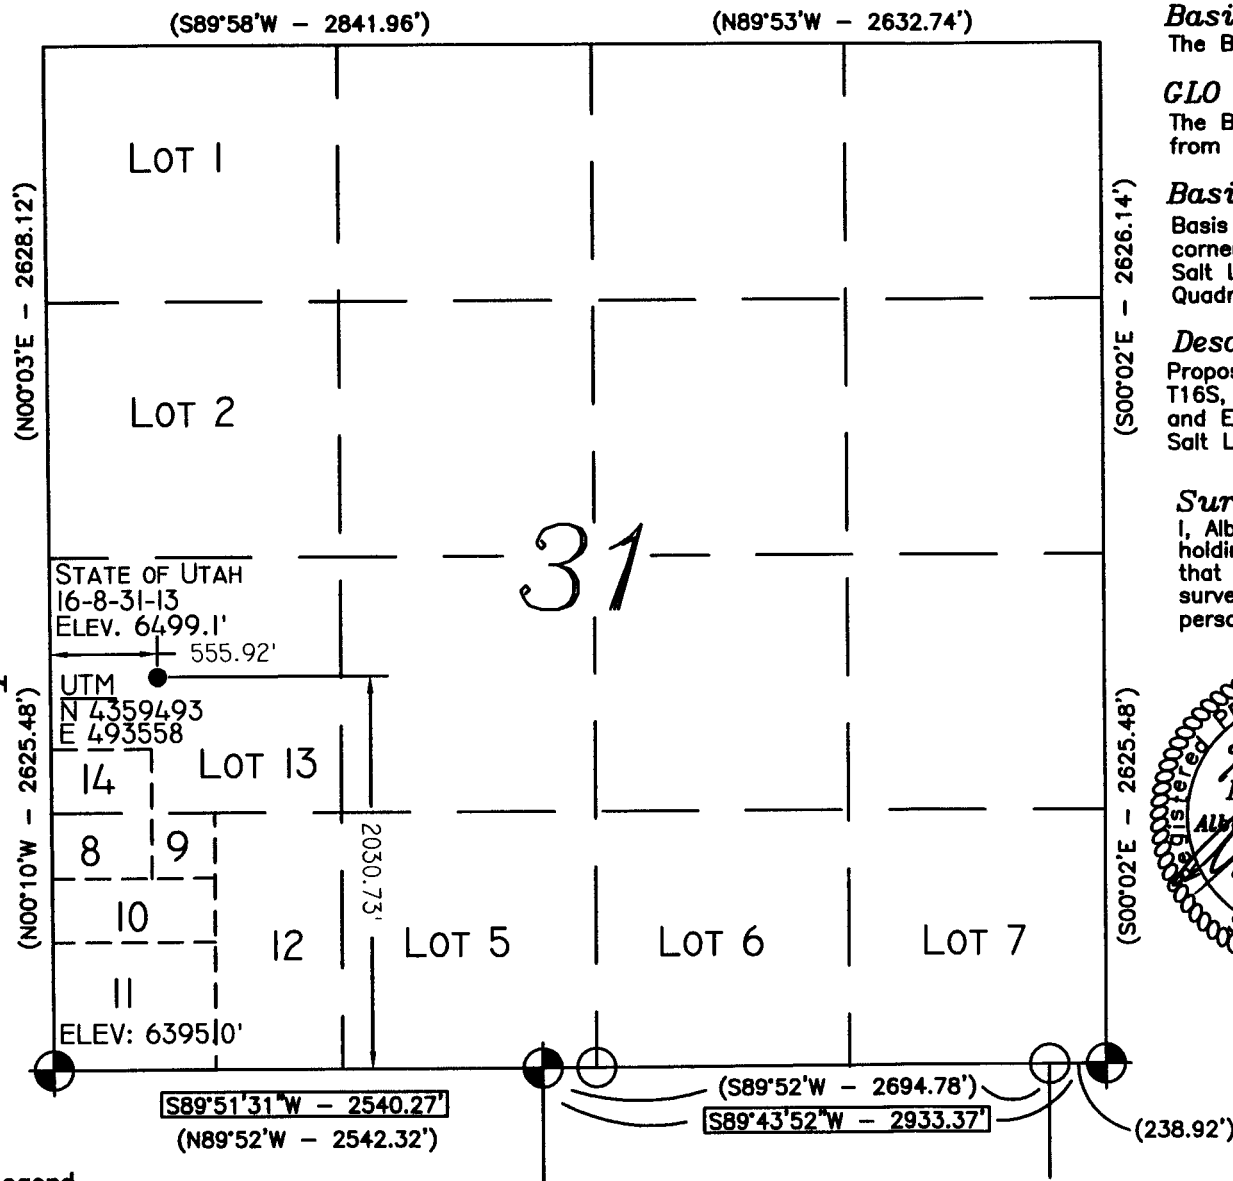 (S89°58'W - 2841.96')
(N89°53'W - 2632.74')
Basi
The B
GLO
The B
from
Basi
Basis
corne
Salt L
Quadr
Desc
Propos
T16S,
and E
Salt L
Sur
I, Alb
holdin
that
surve
perso
(N00°03'E - 2628.12')
(S00°02'E - 2626.14')
LOT 1
LOT 2
31
STATE OF UTAH
16-8-31-13
ELEV. 6499.1'
555.92'
UTM
N 4359493
E 493558
LOT 13
14
8
9
10
11
12
2030.73'
LOT 5
LOT 6
LOT 7
ELEV: 6395.0'
(N00°10'W - 2625.48')
(S00°02'E - 2625.48')
Registered
Alb
S89°51'31"W - 2540.27'
(N89°52'W - 2542.32')
(S89°52'W - 2694.78')
S89°43'52"W - 2933.37'
(238.92')
egend